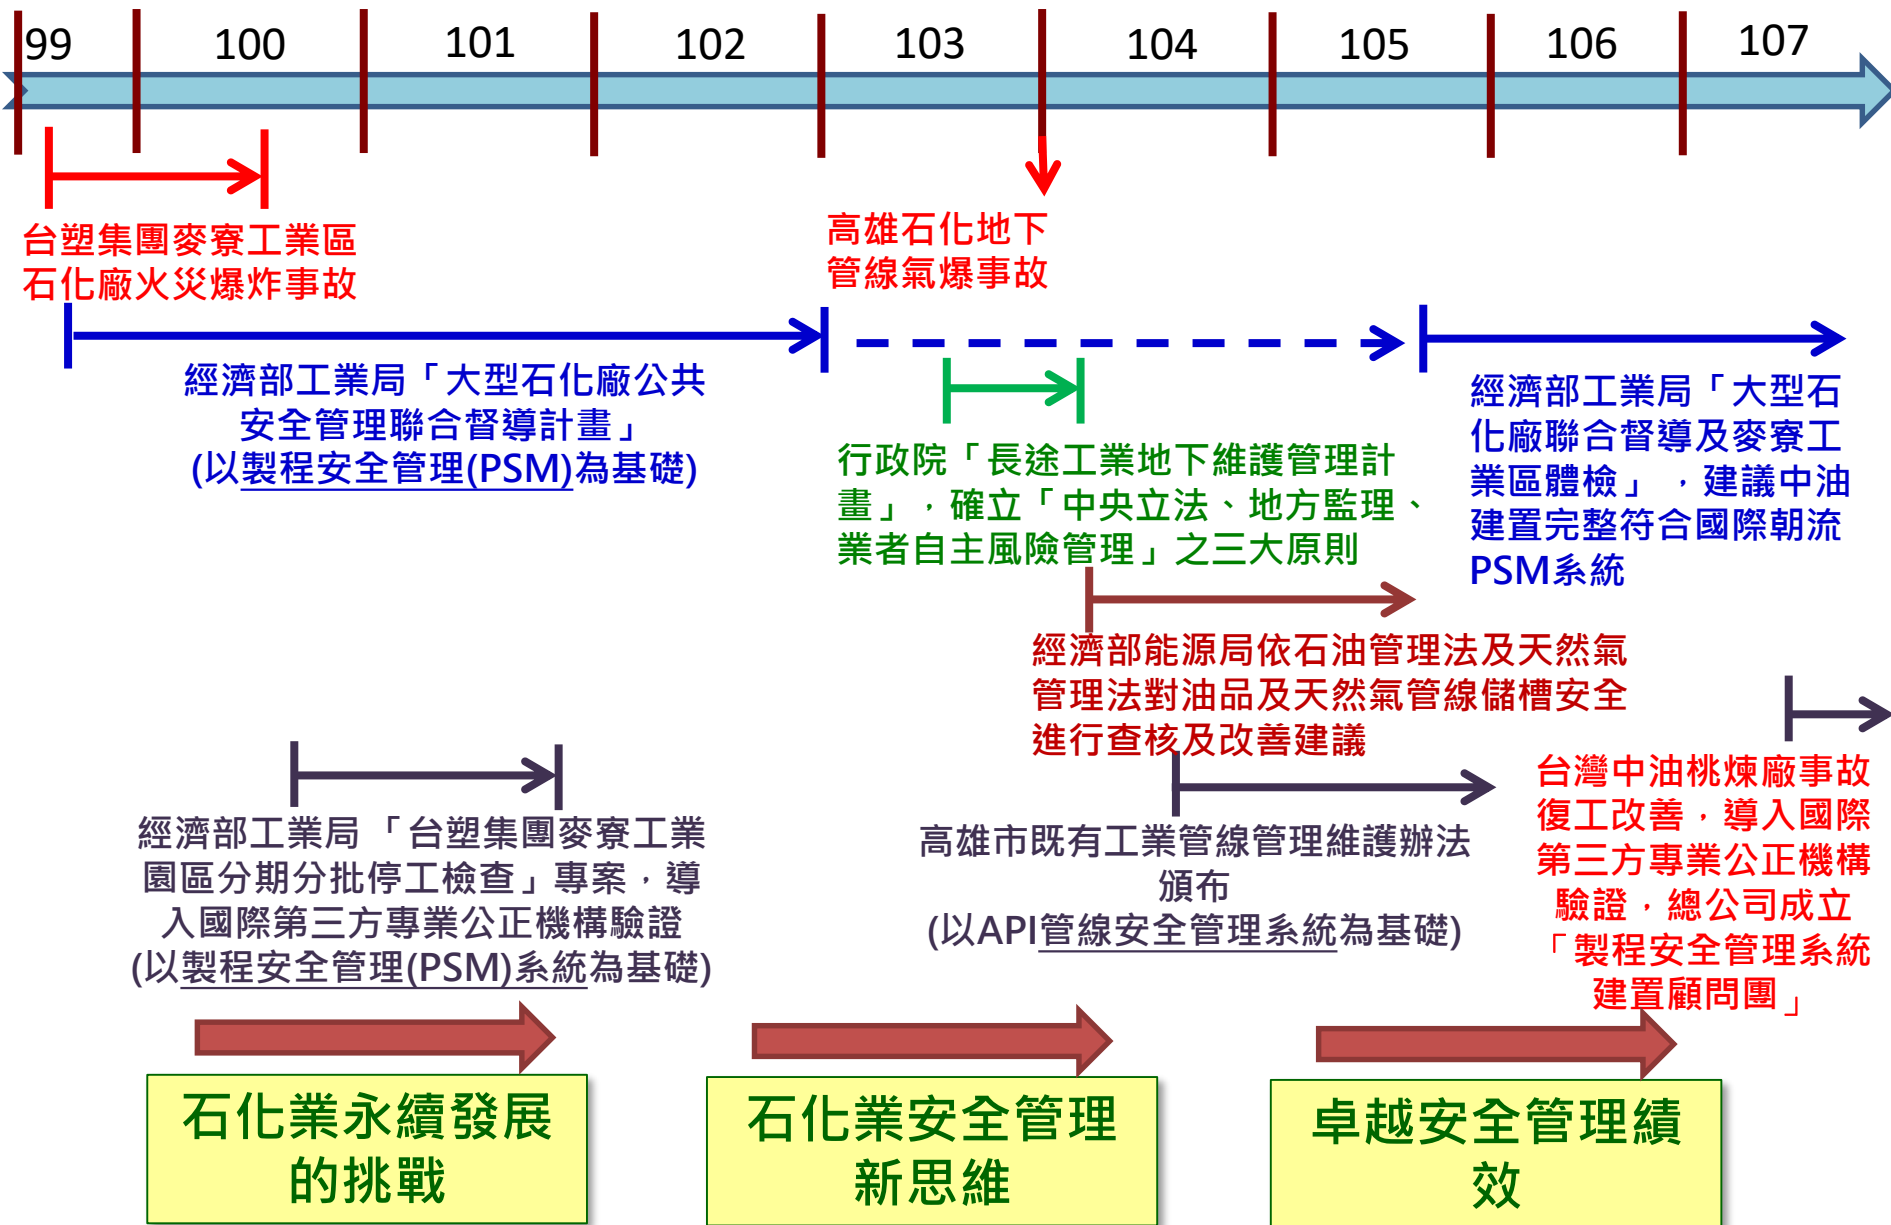 99 100 101 102 103 104 105 106 107
台塑集團麥寮工業區
石化廠火災爆炸事故
高雄石化地下
管線氣爆事故
經濟部工業局「大型石化廠公共
安全管理聯合督導計畫」
(以製程安全管理(PSM)為基礎)
行政院「長途工業地下維護管理計
畫」，確立「中央立法、地方監理、
業者自主風險管理」之三大原則
經濟部工業局「大型石
化廠聯合督導及麥寮工
業區體檢」，建議中油
建置完整符合國際朝流
PSM系統
經濟部能源局依石油管理法及天然氣
管理法對油品及天然氣管線儲槽安全
進行查核及改善建議
經濟部工業局 「台塑集團麥寮工業
園區分期分批停工檢查」專案，導
入國際第三方專業公正機構驗證
(以製程安全管理(PSM)系統為基礎)
高雄市既有工業管線管理維護辦法
頒布
(以API管線安全管理系統為基礎)
台灣中油桃煉廠事故
復工改善，導入國際
第三方專業公正機構
驗證，總公司成立
「製程安全管理系統
建置顧問團」
石化業永續發展
的挑戰
石化業安全管理
新思維
卓越安全管理績
效